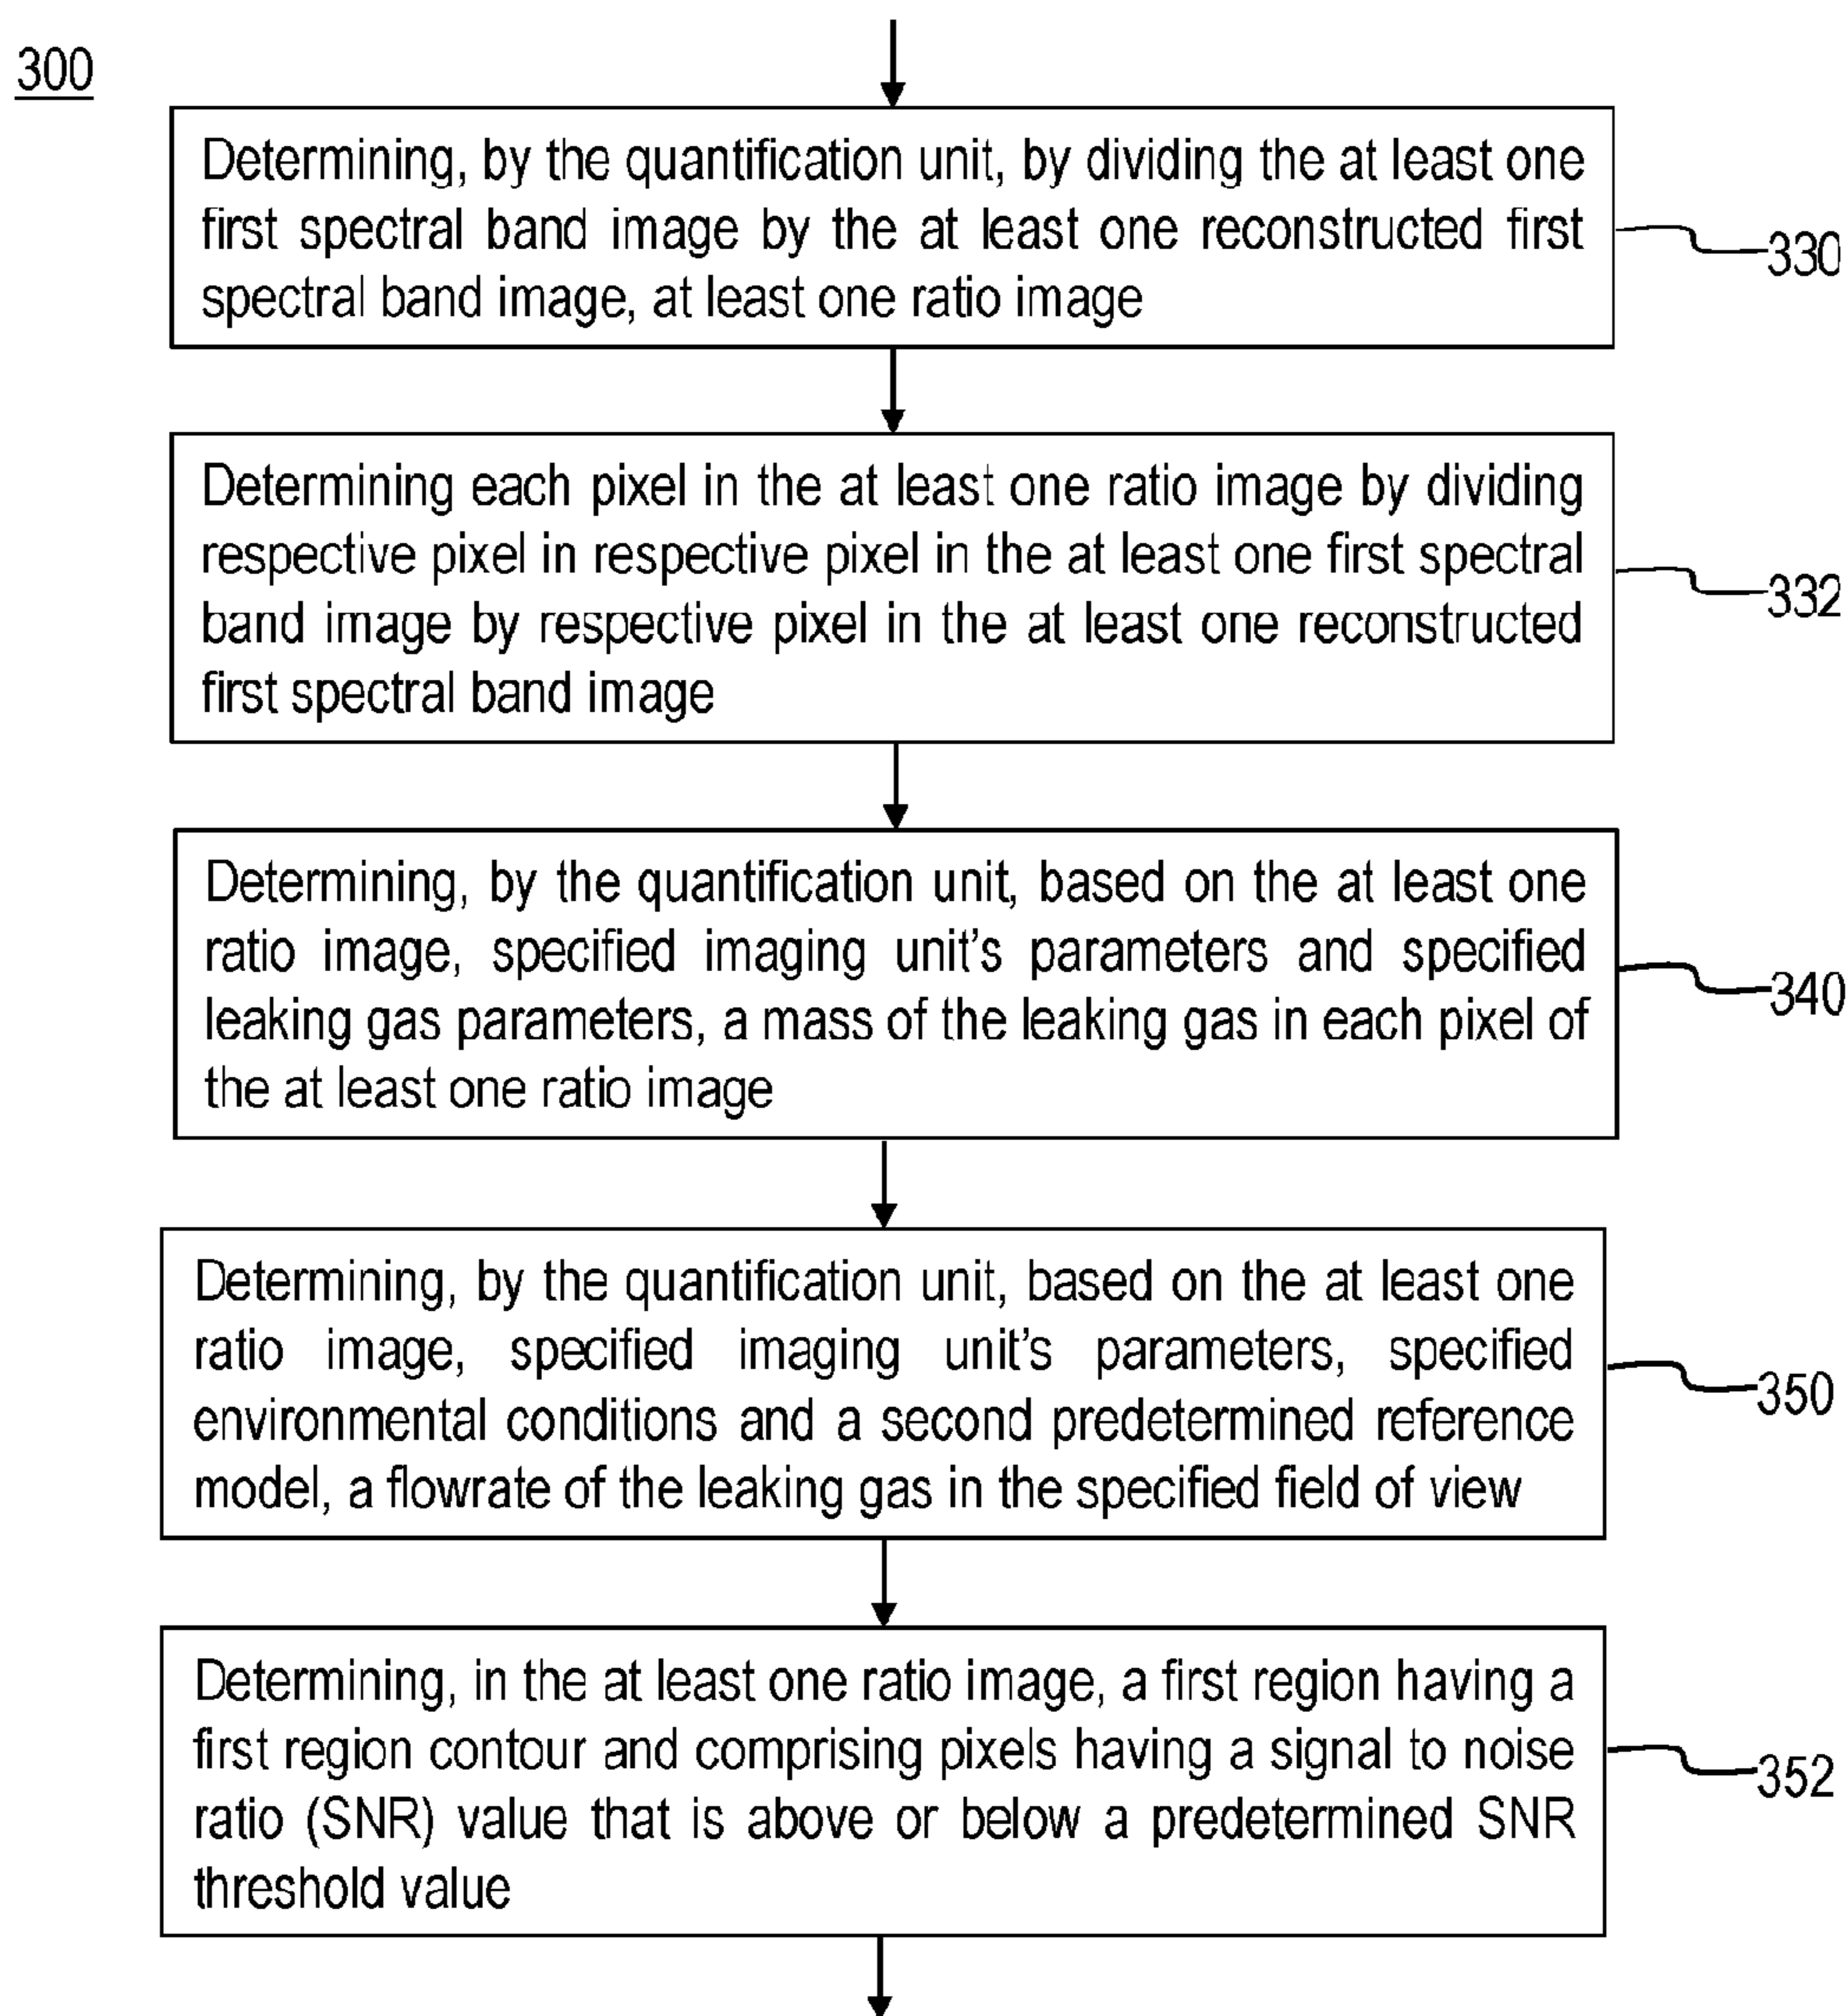 300
Determining, by the quantification unit, by dividing the at least one
first spectral band image by the at least one reconstructed first
spectral band image, at least one ratio image
330
Determining each pixel in the at least one ratio image by dividing
respective pixel in respective pixel in the at least one first spectral
band image by respective pixel in the at least one reconstructed
first spectral band image
332
Determining, by the quantification unit, based on the at least one
ratio image, specified imaging unit's parameters and specified
leaking gas parameters, a mass of the leaking gas in each pixel of
the at least one ratio image
340
Determining, by the quantification unit, based on the at least one
ratio image, specified imaging unit's parameters, specified
environmental conditions and a second predetermined reference
model, a flowrate of the leaking gas in the specified field of view
350
Determining, in the at least one ratio image, a first region having a
first region contour and comprising pixels having a signal to noise
ratio (SNR) value that is above or below a predetermined SNR
threshold value
352